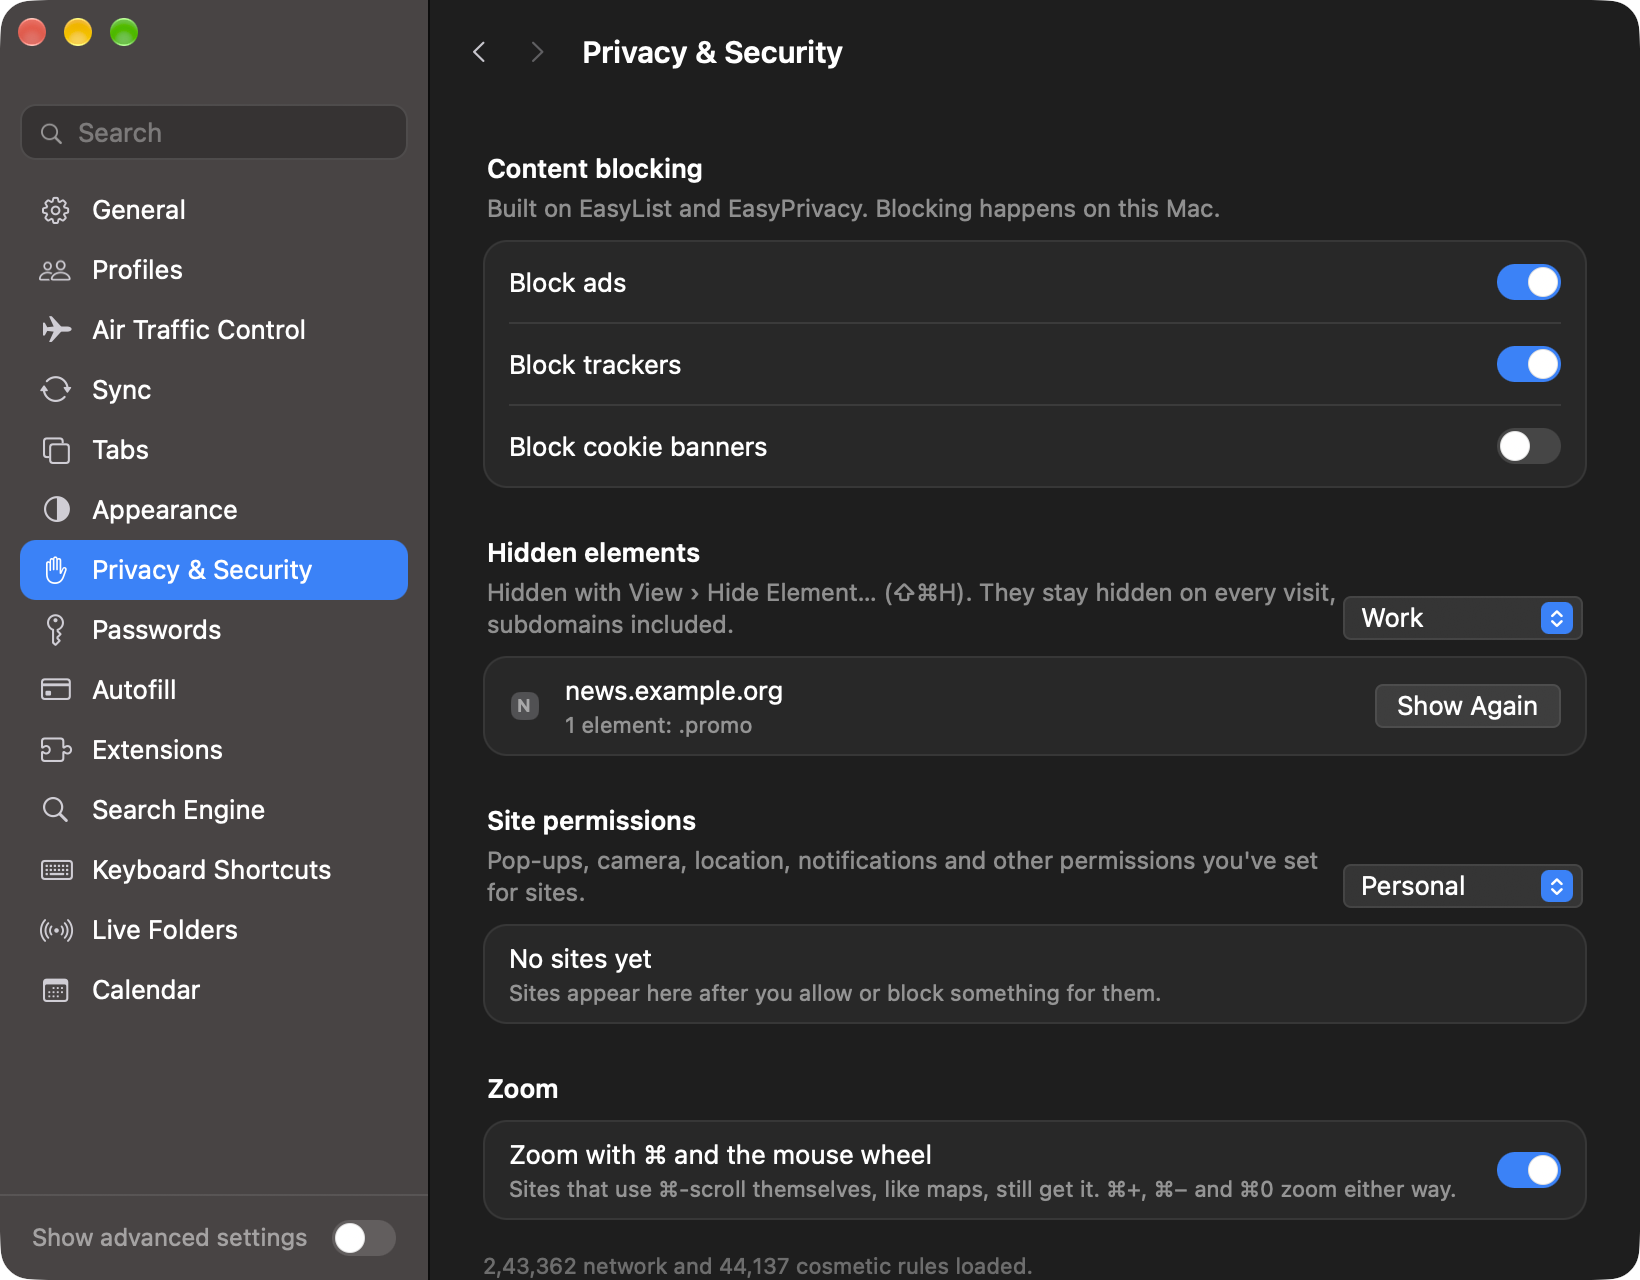 Privacy & Security
Search
General
Profiles
Air Traffic Control
Sync
Tabs
Appearance
Privacy & Security
Passwords
Autofill
Extensions
Search Engine
Keyboard Shortcuts
Live Folders
Calendar
Show advanced settings
Content blocking
Built on EasyList and EasyPrivacy. Blocking happens on this Mac.
Block ads
Block trackers
Block cookie banners
Hidden elements
Hidden with View › Hide Element... (⇧⌘H). They stay hidden on every visit,
subdomains included.
Work
N
news.example.org
1 element: .promo
Show Again
Site permissions
Pop-ups, camera, location, notifications and other permissions you've set
for sites.
Personal
No sites yet
Sites appear here after you allow or block something for them.
Zoom
Zoom with ⌘ and the mouse wheel
Sites that use ⌘-scroll themselves, like maps, still get it. ⌘+, ⌘− and ⌘0 zoom either way.
2,43,362 network and 44,137 cosmetic rules loaded.